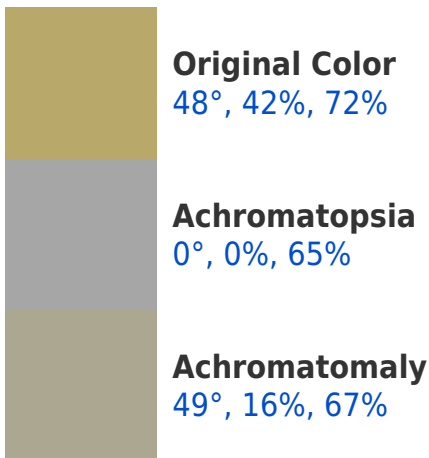 Original Color
48°, 42%, 72%
Achromatopsia
0°, 0%, 65%
Achromatomaly
49°, 16%, 67%